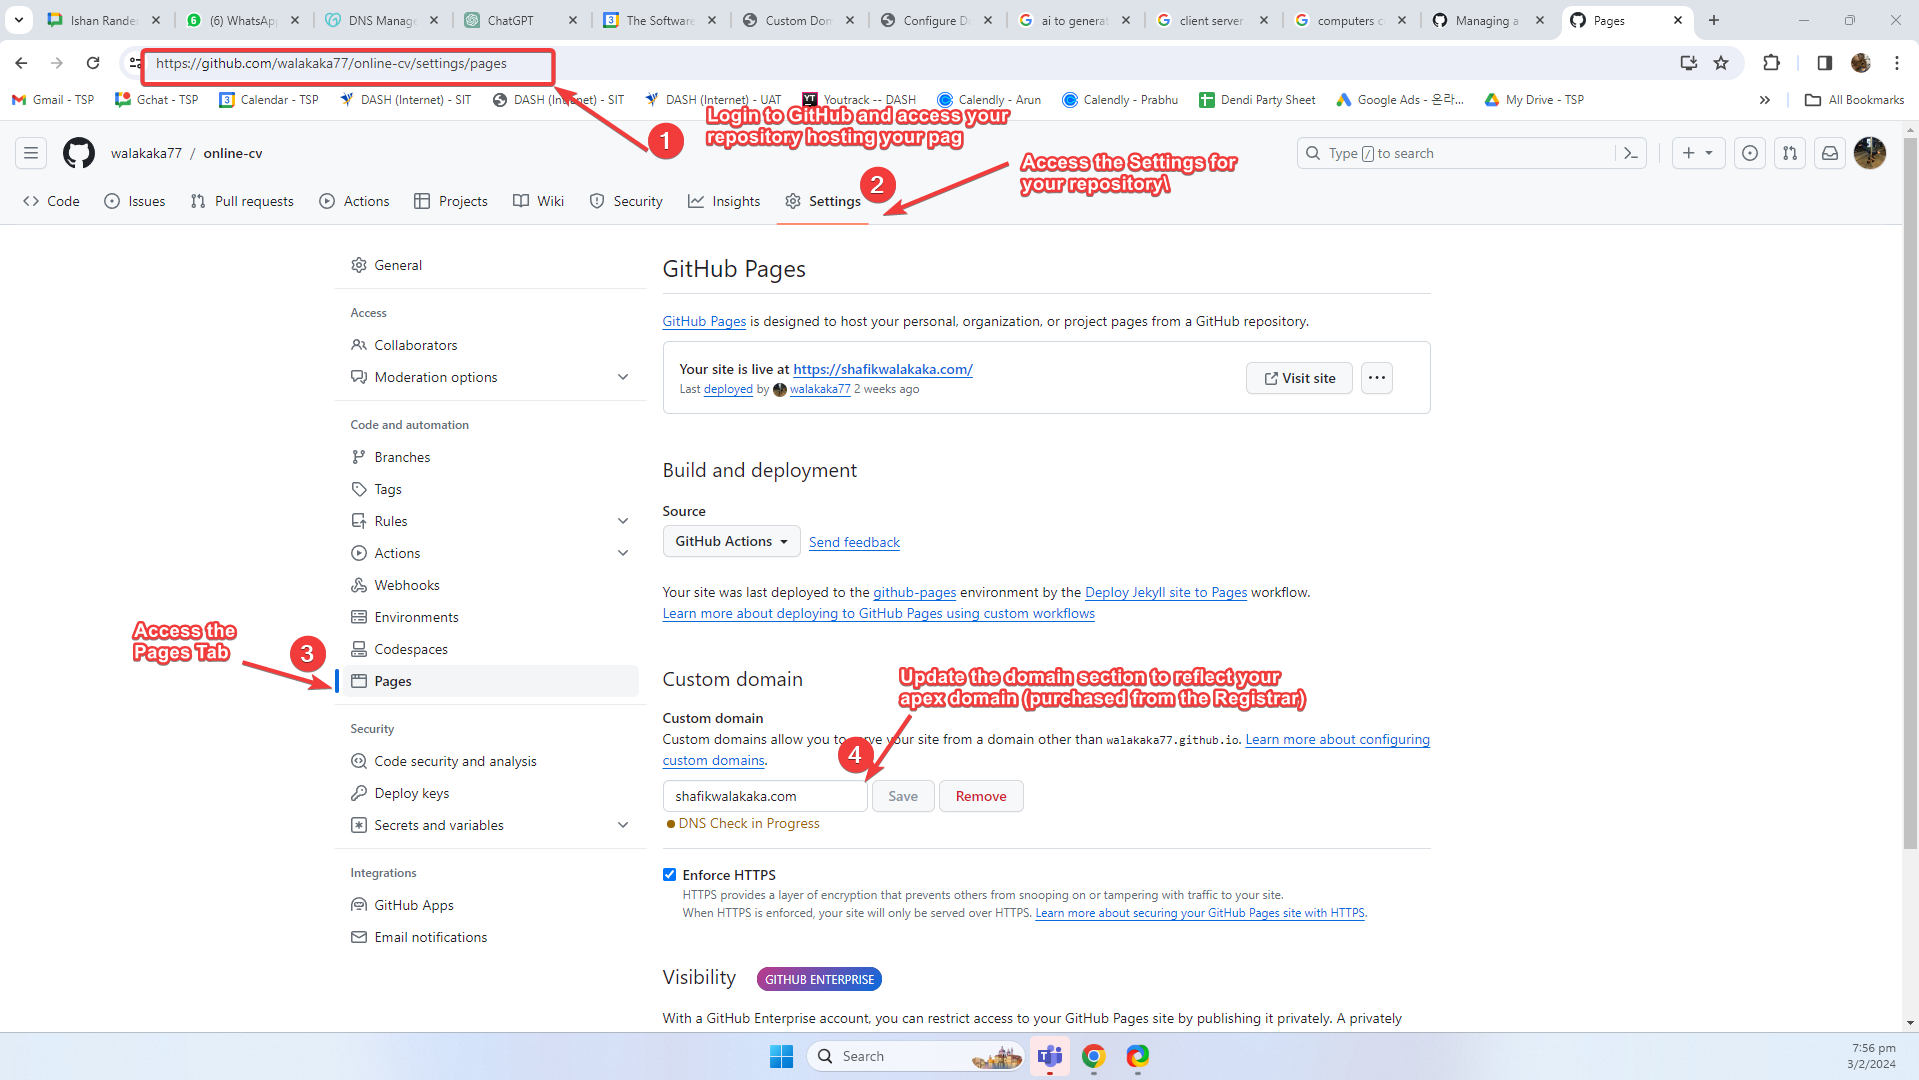 Ishan Rander
(6) WhatsApp
DNS Manage
ChatGPT
The Software
Custom Dom
Configure D
ai to generat
client server
computers c
Managing a
Pages
https://github.com/walakaka77/online-cv/settings/pages
Gmail - TSP
Gchat - TSP
Calendar - TSP
DASH (Internet) - SIT
DASH (Internet) - SIT
DASH (Internet) - UAT
Youtrack -- DASH
Calendly - Arun
Calendly - Prabhu
Dendi Party Sheet
Google Ads - 온라...
My Drive - TSP
All Bookmarks
1
Login to GitHub and access your
repository hosting your pag
walakaka77 / online-cv
Type / to search
2
Access the Settings for
your repository\
Code
Issues
Pull requests
Actions
Projects
Wiki
Security
Insights
Settings
General
Access
Collaborators
Moderation options
Code and automation
Branches
Tags
Rules
Actions
Webhooks
Environments
Codespaces
Pages
Access the
Pages Tab
3
Security
Code security and analysis
Deploy keys
Secrets and variables
Integrations
GitHub Apps
Email notifications
GitHub Pages
GitHub Pages is designed to host your personal, organization, or project pages from a GitHub repository.
Your site is live at https://shafikwalakaka.com/
Last deployed by walakaka77 2 weeks ago
Visit site
Build and deployment
Source
GitHub Actions
Send feedback
Your site was last deployed to the github-pages environment by the Deploy Jekyll site to Pages workflow.
Learn more about deploying to GitHub Pages using custom workflows
Custom domain
Update the domain section to reflect your
apex domain (purchased from the Registrar)
4
Custom domain
Custom domains allow you to serve your site from a domain other than walakaka77.github.io. Learn more about configuring
custom domains.
shafikwalakaka.com
Save
Remove
DNS Check in Progress
Enforce HTTPS
HTTPS provides a layer of encryption that prevents others from snooping on or tampering with traffic to your site.
When HTTPS is enforced, your site will only be served over HTTPS. Learn more about securing your GitHub Pages site with HTTPS.
Visibility
GITHUB ENTERPRISE
With a GitHub Enterprise account, you can restrict access to your GitHub Pages site by publishing it privately. A privately
Search
7:56 pm
3/2/2024